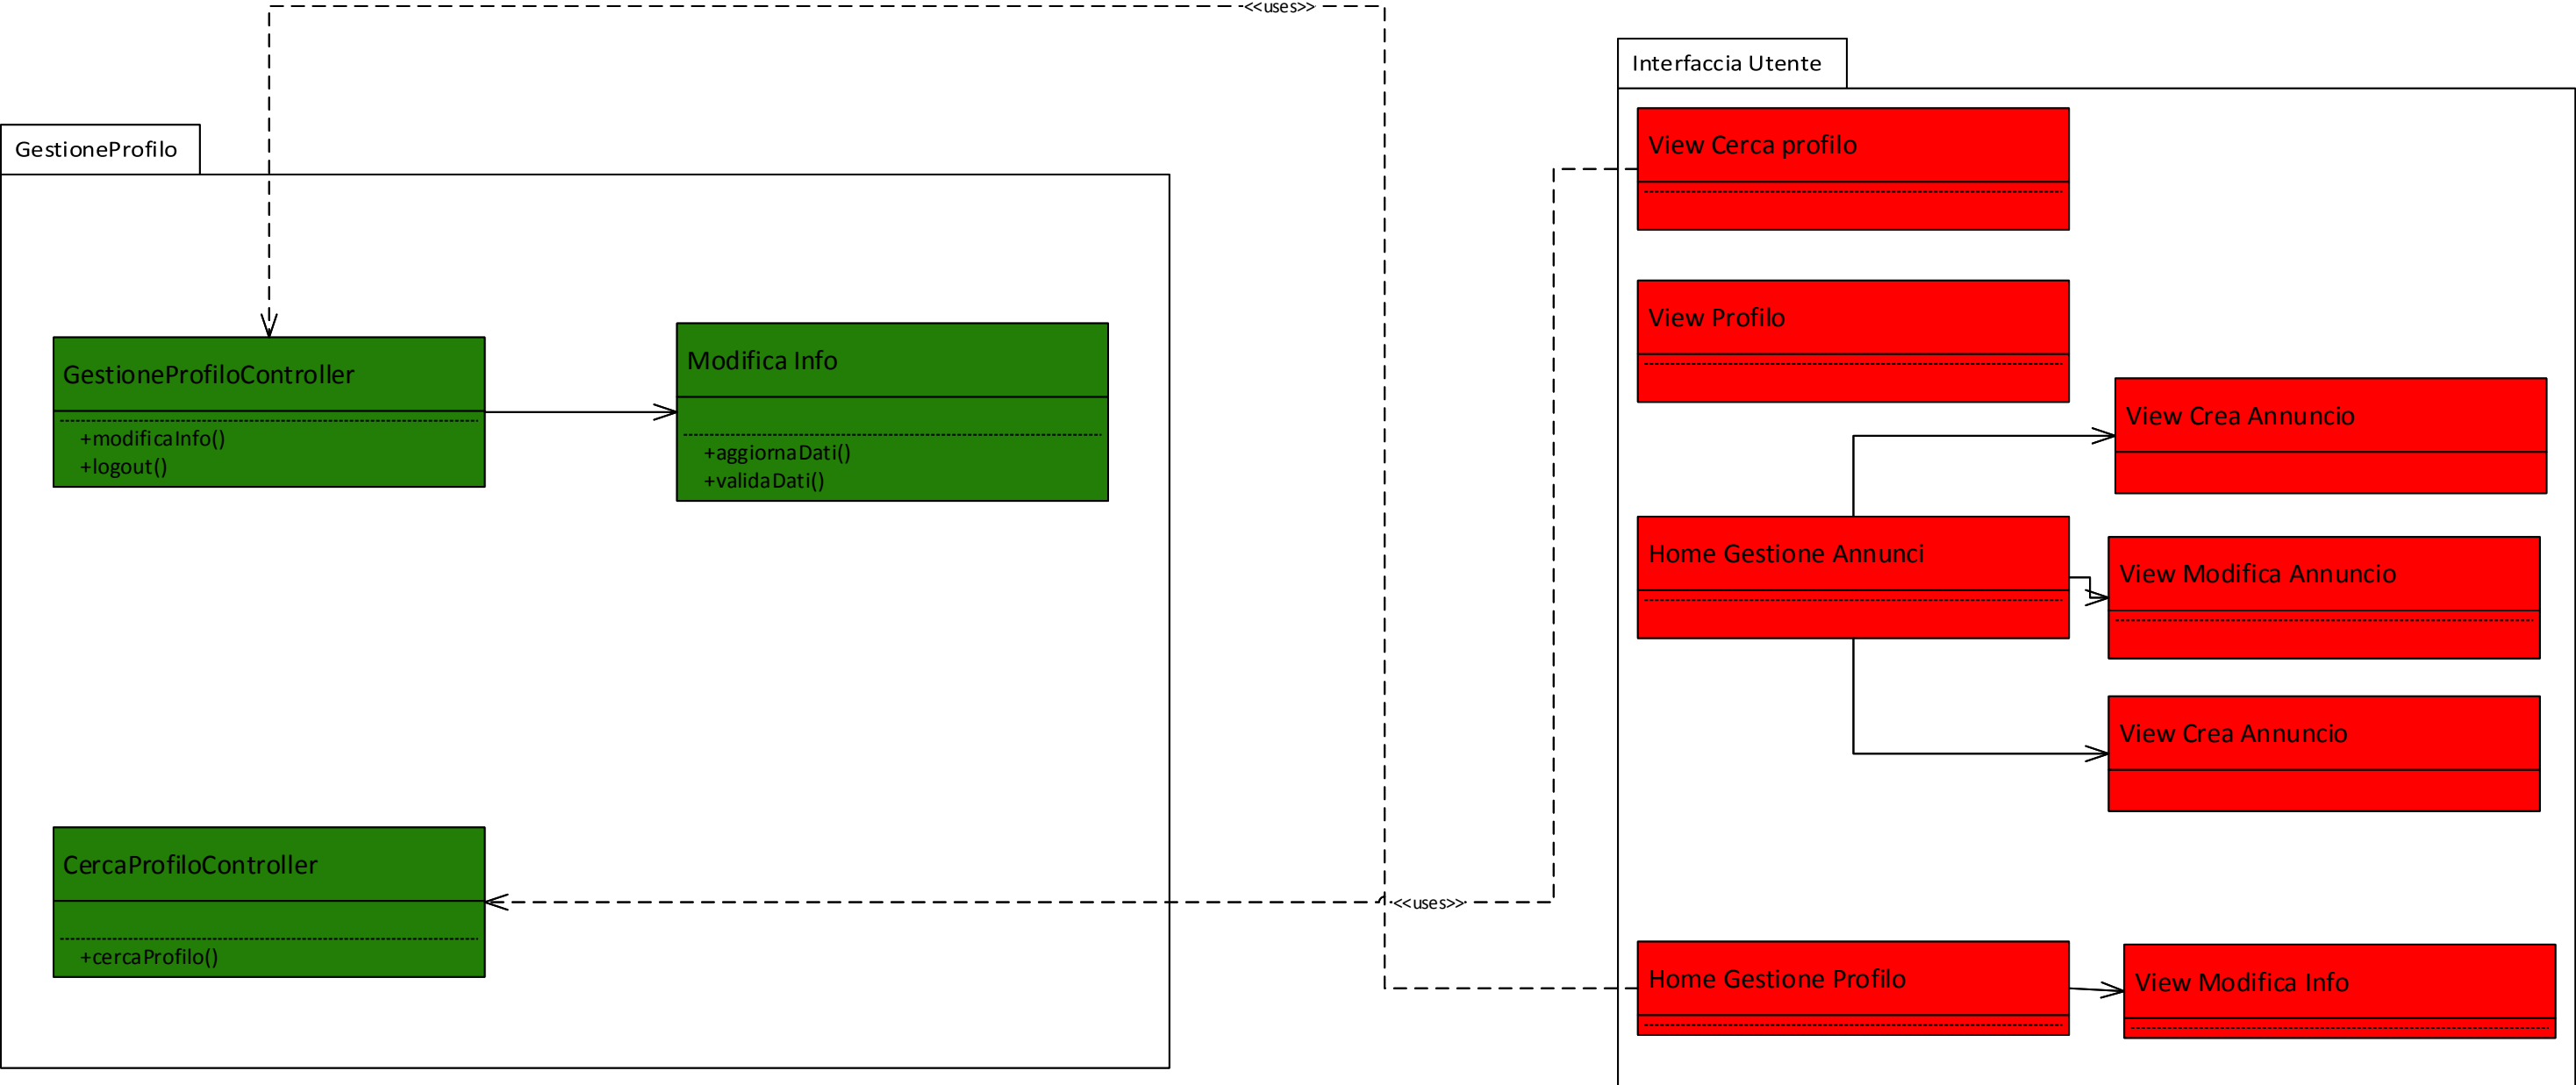 <<uses>>
Interfaccia Utente
GestioneProfilo
View Cerca profilo
View Profilo
GestioneProfiloController
+modificaInfo()
+logout()
Modifica Info
+aggiornaDati()
+validaDati()
View Crea Annuncio
Home Gestione Annunci
View Modifica Annuncio
View Crea Annuncio
CercaProfiloController
+cercaProfilo()
<<uses>>
Home Gestione Profilo
View Modifica Info